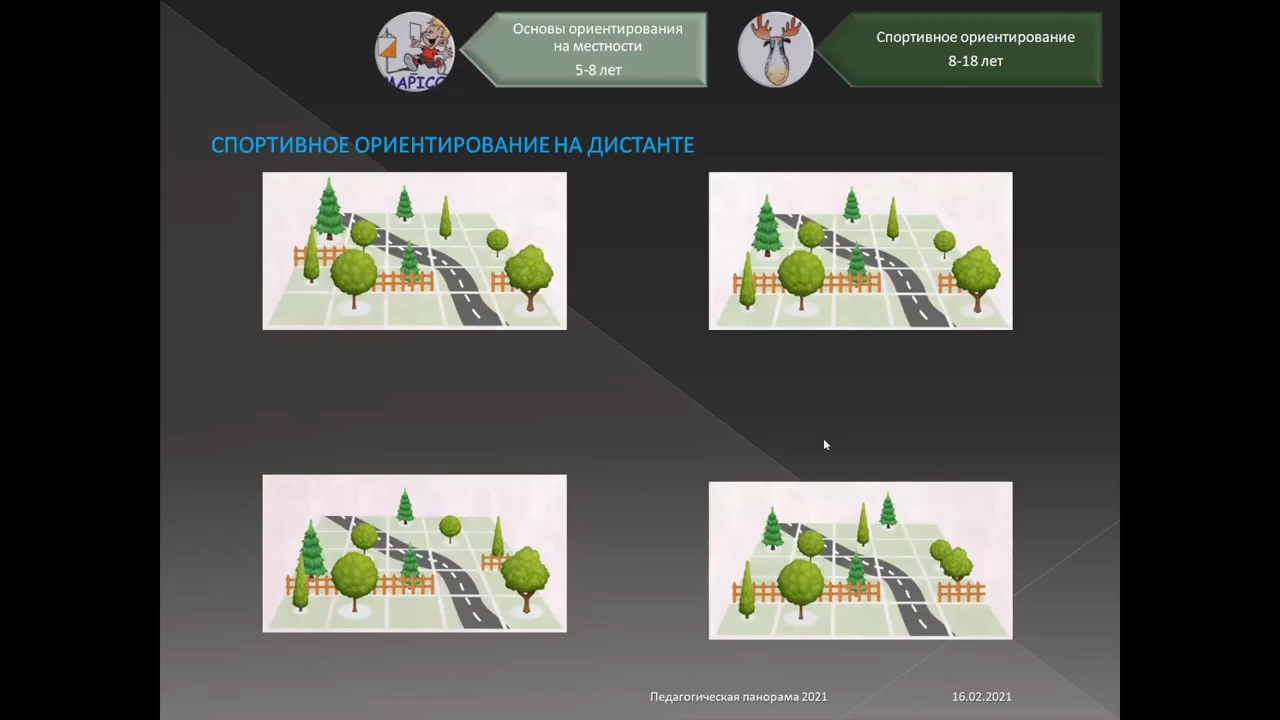 Основы ориентирования
на местности
5-8 лет
Спортивное ориентирование
8-18 лет
МАРІСС
СПОРТИВНОЕ ОРИЕНТИРОВАНИЕ НА ДИСТАНТЕ
Педагогическая панорама 2021
16.02.2021